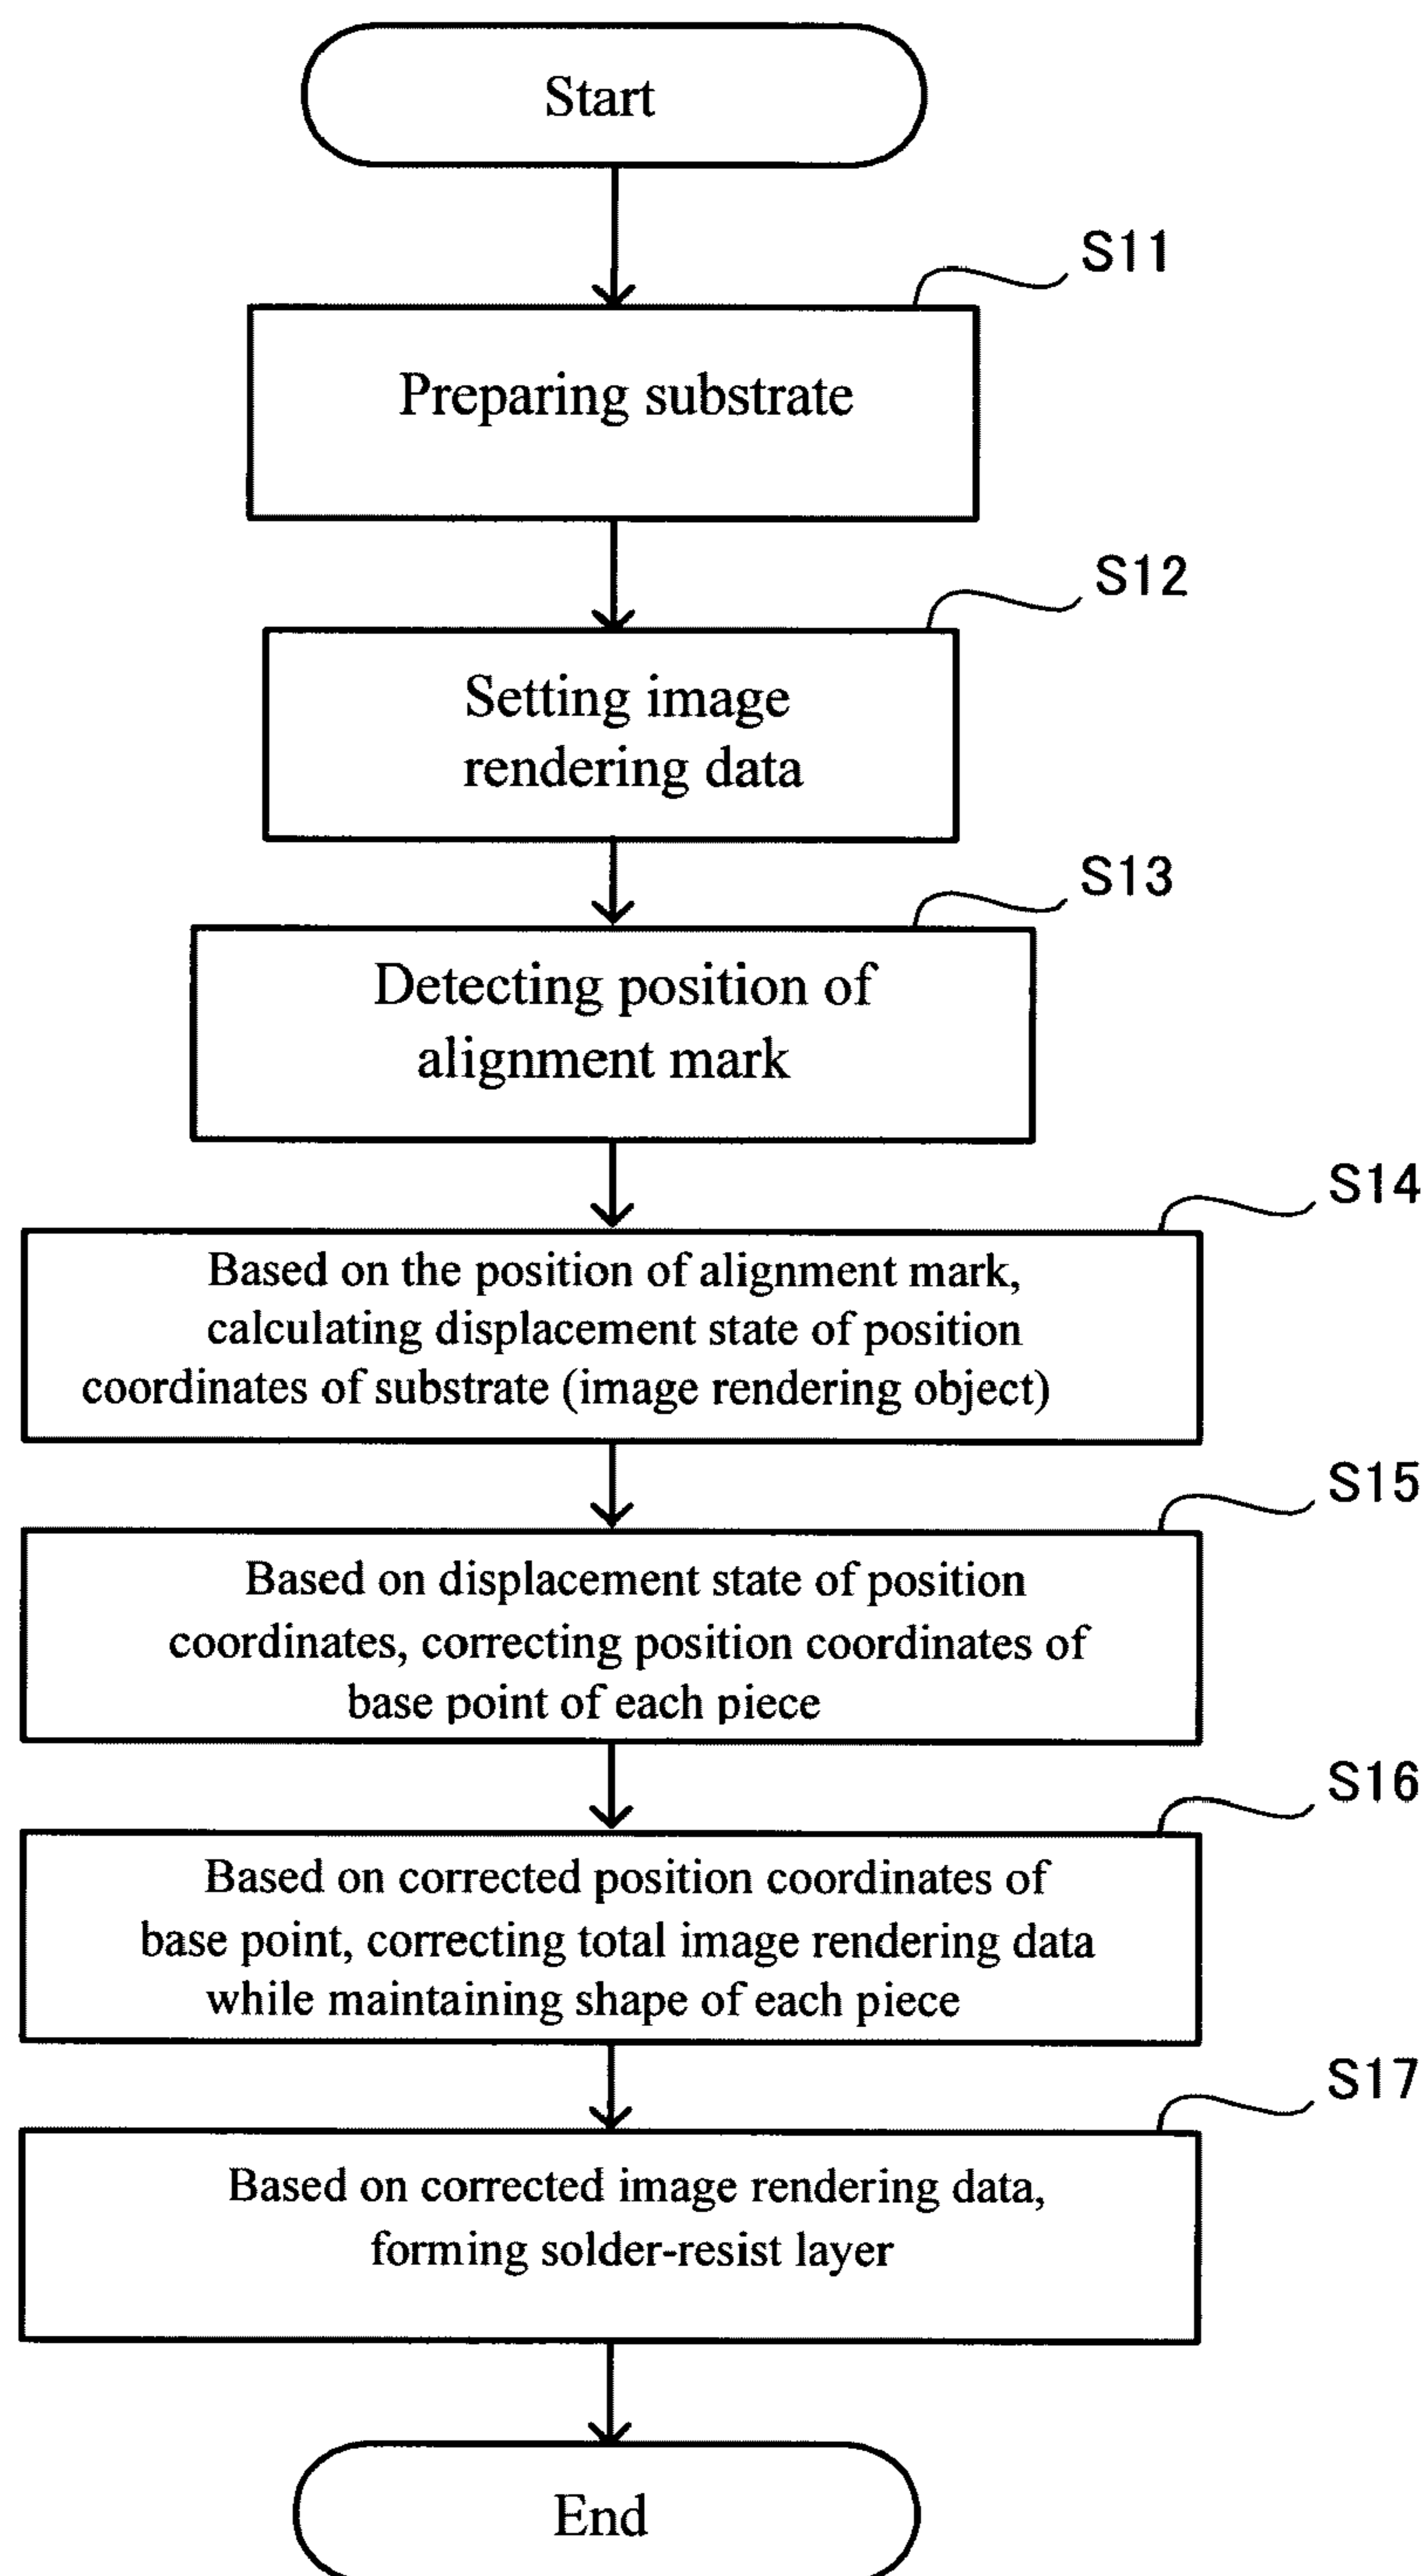 Start
S11
Preparing substrate
S12
Setting image
rendering data
S13
Detecting position of
alignment mark
S14
Based on the position of alignment mark,
calculating displacement state of position
coordinates of substrate (image rendering object)
S15
Based on displacement state of position
coordinates, correcting position coordinates of
base point of each piece
S16
Based on corrected position coordinates of
base point, correcting total image rendering data
while maintaining shape of each piece
S17
Based on corrected image rendering data,
forming solder-resist layer
End